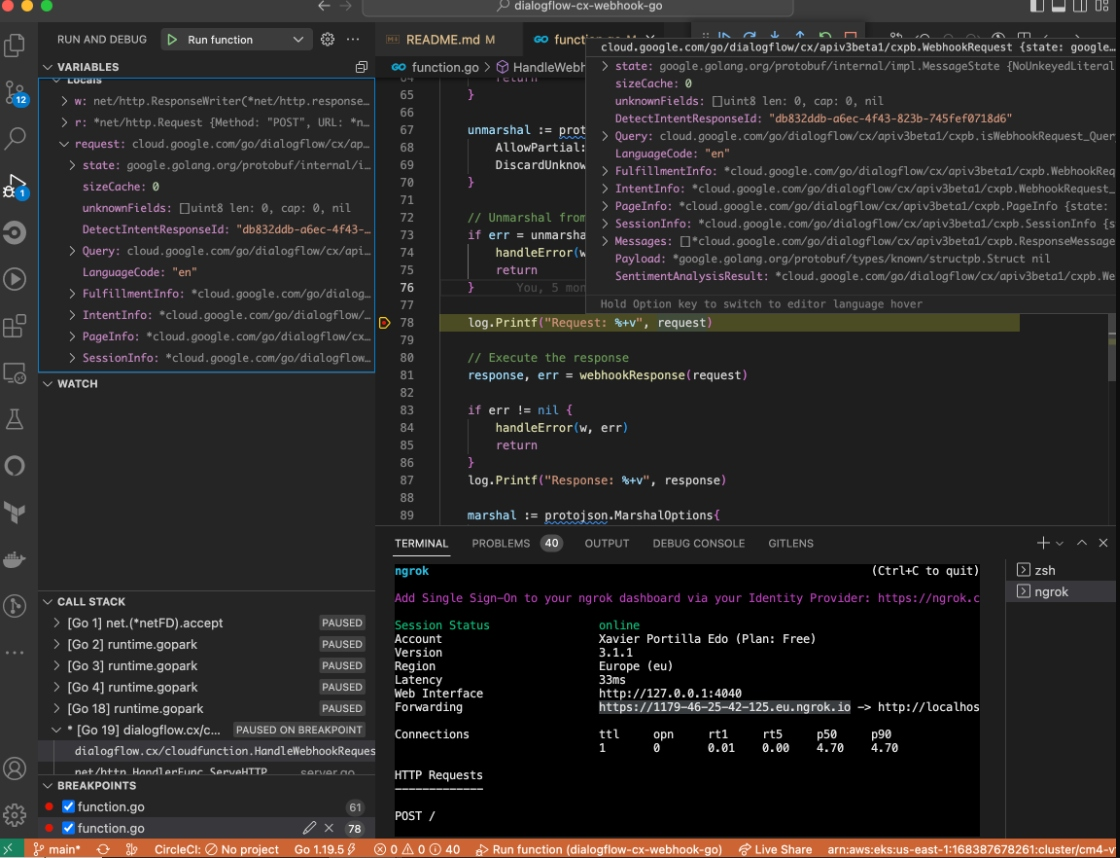 dialogflow-cx-webhook-go
RUN AND DEBUG
Run function
README.md M
function.go > HandleWebh
VARIABLES
Locals
w: net/http.ResponseWriter(*net/http.response…
r: *net/http.Request {Method: "POST", URL: *n…
request: cloud.google.com/go/dialogflow/cx/ap…
state: google.golang.org/protobuf/internal/i…
sizeCache: 0
unknownFields: []uint8 len: 0, cap: 0, nil
DetectIntentResponseId: "db832ddb-a6ec-4f43-…
Query: cloud.google.com/go/dialogflow/cx/api…
LanguageCode: "en"
FulfillmentInfo: *cloud.google.com/go/dialog…
IntentInfo: *cloud.google.com/go/dialogflow/…
PageInfo: *cloud.google.com/go/dialogflow/cx…
SessionInfo: *cloud.google.com/go/dialogflow…
WATCH
cloud.google.com/go/dialogflow/cx/apiv3beta1/cxpb.WebhookRequest {state: google…
state: google.golang.org/protobuf/internal/impl.MessageState {NoUnkeyedLiteral
sizeCache: 0
unknownFields: []uint8 len: 0, cap: 0, nil
DetectIntentResponseId: "db832ddb-a6ec-4f43-823b-745fef0718d6"
Query: cloud.google.com/go/dialogflow/cx/apiv3beta1/cxpb.isWebhookRequest_Quer
LanguageCode: "en"
FulfillmentInfo: *cloud.google.com/go/dialogflow/cx/apiv3beta1/cxpb.WebhookReq
IntentInfo: *cloud.google.com/go/dialogflow/cx/apiv3beta1/cxpb.WebhookRequest_
PageInfo: *cloud.google.com/go/dialogflow/cx/apiv3beta1/cxpb.PageInfo {state:
SessionInfo: *cloud.google.com/go/dialogflow/cx/apiv3beta1/cxpb.SessionInfo {s
Messages: []*cloud.google.com/go/dialogflow/cx/apiv3beta1/cxpb.ResponseMessage
Payload: *google.golang.org/protobuf/types/known/structpb.Struct nil
SentimentAnalysisResult: *cloud.google.com/go/dialogflow/cx/apiv3beta1/cxpb.We
Hold Option key to switch to editor language hover
64 return
65 }
66
67 unmarshal := prot
68 AllowPartial:
69 DiscardUnknow
70 }
71
72 // Unmarshal from
73 if err = unmarsha
74 handleError(w
75 return
76 } You, 5 mon
77
78 log.Printf("Request: %+v", request)
79
80 // Execute the response
81 response, err = webhookResponse(request)
82
83 if err != nil {
84 handleError(w, err)
85 return
86 }
87 log.Printf("Response: %+v", response)
88
89 marshal := protojson.MarshalOptions{
TERMINAL PROBLEMS 40 OUTPUT DEBUG CONSOLE GITLENS
ngrok (Ctrl+C to quit)
Add Single Sign-On to your ngrok dashboard via your Identity Provider: https://ngrok.c
Session Status online
Account Xavier Portilla Edo (Plan: Free)
Version 3.1.1
Region Europe (eu)
Latency 33ms
Web Interface http://127.0.0.1:4040
Forwarding https://1179-46-25-42-125.eu.ngrok.io -> http://localhos
Connections ttl opn rt1 rt5 p50 p90
1 0 0.01 0.00 4.70 4.70
HTTP Requests
-------------
POST /
zsh
ngrok
CALL STACK
[Go 1] net.(*netFD).accept PAUSED
[Go 2] runtime.gopark PAUSED
[Go 3] runtime.gopark PAUSED
[Go 4] runtime.gopark PAUSED
[Go 18] runtime.gopark PAUSED
* [Go 19] dialogflow.cx/c... PAUSED ON BREAKPOINT
dialogflow.cx/cloudfunction.HandleWebhookReques
net/http.HandlerFunc.ServeHTTP server.go
BREAKPOINTS
function.go 61
function.go 78
12
1
main* CircleCI: No project Go 1.19.5 0 0 40 Run function (dialogflow-cx-webhook-go) Live Share arn:aws:eks:us-east-1:168387678261:cluster/cm4-v